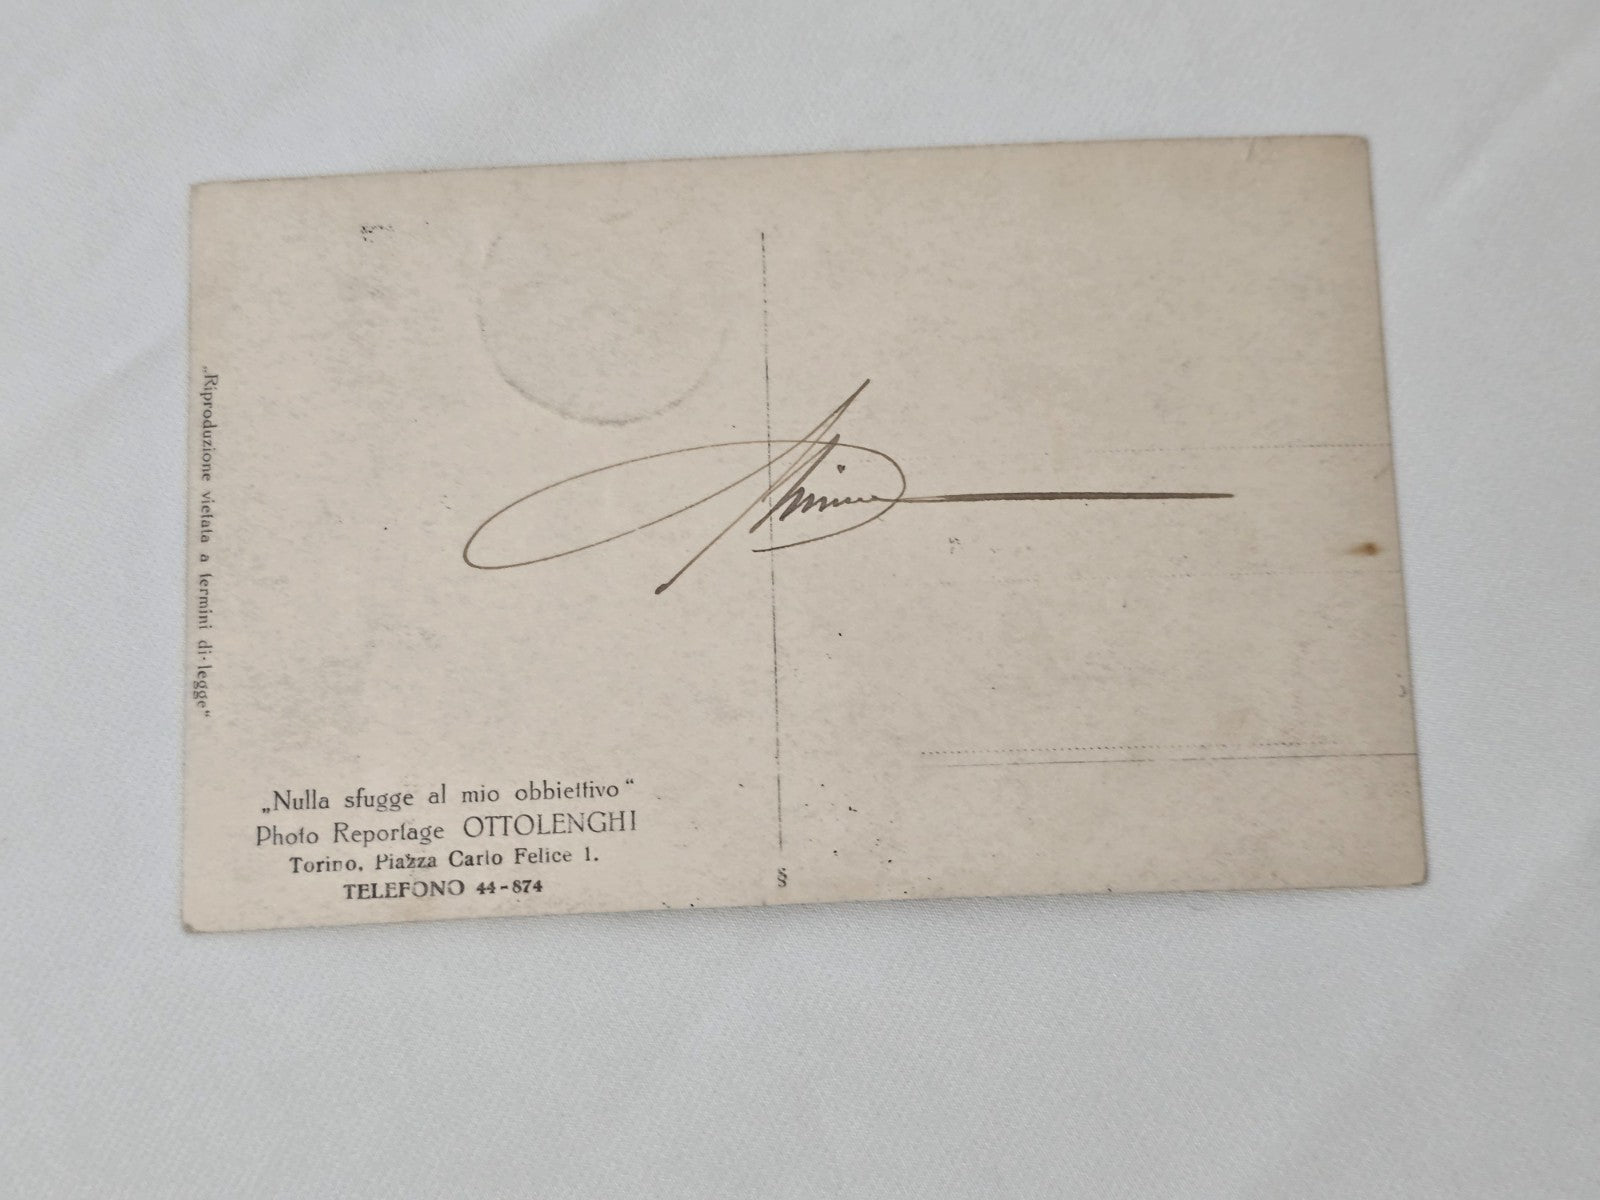 „Riproduzione vietata a termini di legge“
„Nulla sfugge al mio obbiettivo“
Photo Reportage OTTOLENGHI
Torino, Piazza Carlo Felice 1.
TELEFONO 44-874
§